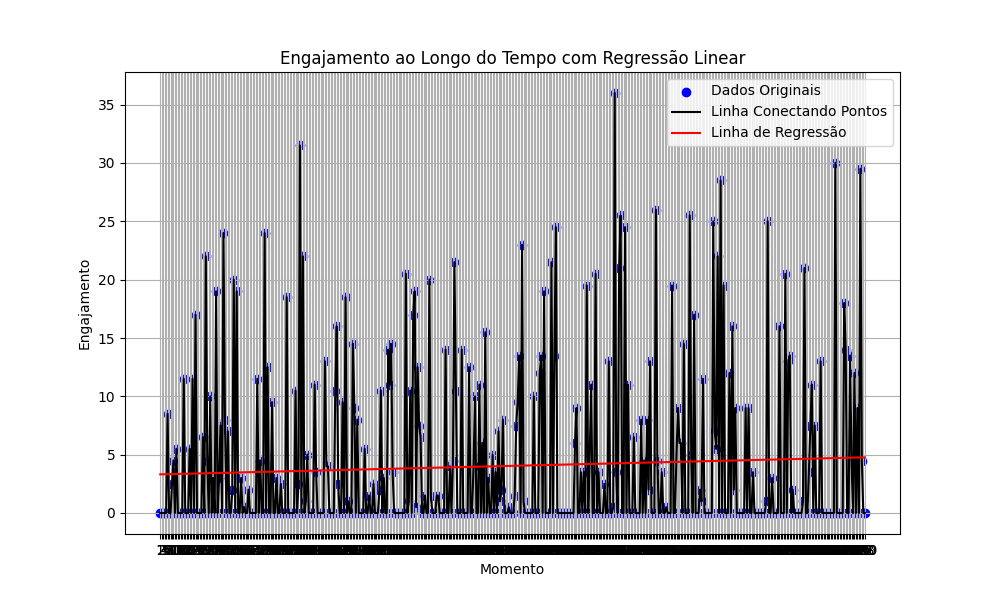 Engajamento ao Longo do Tempo com Regressão Linear
Dados Originais
Linha Conectando Pontos
Linha de Regressão
35
30
25
20
15
10
5
0
Engajamento
Momento